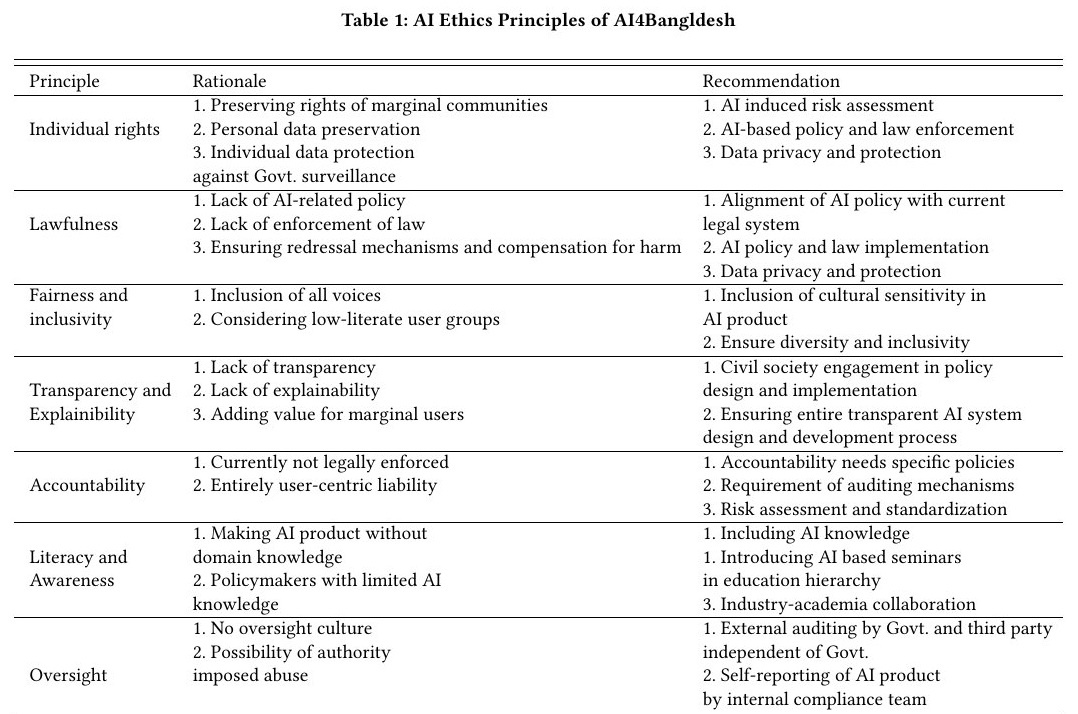 Table 1: AI Ethics Principles of AI4Bangldesh
Principle Rationale Recommendation
Individual rights
1. Preserving rights of marginal communities
2. Personal data preservation
3. Individual data protection
against Govt. surveillance
1. AI induced risk assessment
2. AI-based policy and law enforcement
3. Data privacy and protection
Lawfulness
1. Lack of AI-related policy
2. Lack of enforcement of law
3. Ensuring redressal mechanisms and compensation for harm
1. Alignment of AI policy with current
legal system
2. AI policy and law implementation
3. Data privacy and protection
Fairness and
inclusivity
1. Inclusion of all voices
2. Considering low-literate user groups
1. Inclusion of cultural sensitivity in
AI product
2. Ensure diversity and inclusivity
Transparency and
Explainibility
1. Lack of transparency
2. Lack of explainability
3. Adding value for marginal users
1. Civil society engagement in policy
design and implementation
2. Ensuring entire transparent AI system
design and development process
Accountability
1. Currently not legally enforced
2. Entirely user-centric liability
1. Accountability needs specific policies
2. Requirement of auditing mechanisms
3. Risk assessment and standardization
Literacy and
Awareness
1. Making AI product without
domain knowledge
2. Policymakers with limited AI
knowledge
1. Including AI knowledge
1. Introducing AI based seminars
in education hierarchy
3. Industry-academia collaboration
Oversight
1. No oversight culture
2. Possibility of authority
imposed abuse
1. External auditing by Govt. and third party
independent of Govt.
2. Self-reporting of AI product
by internal compliance team